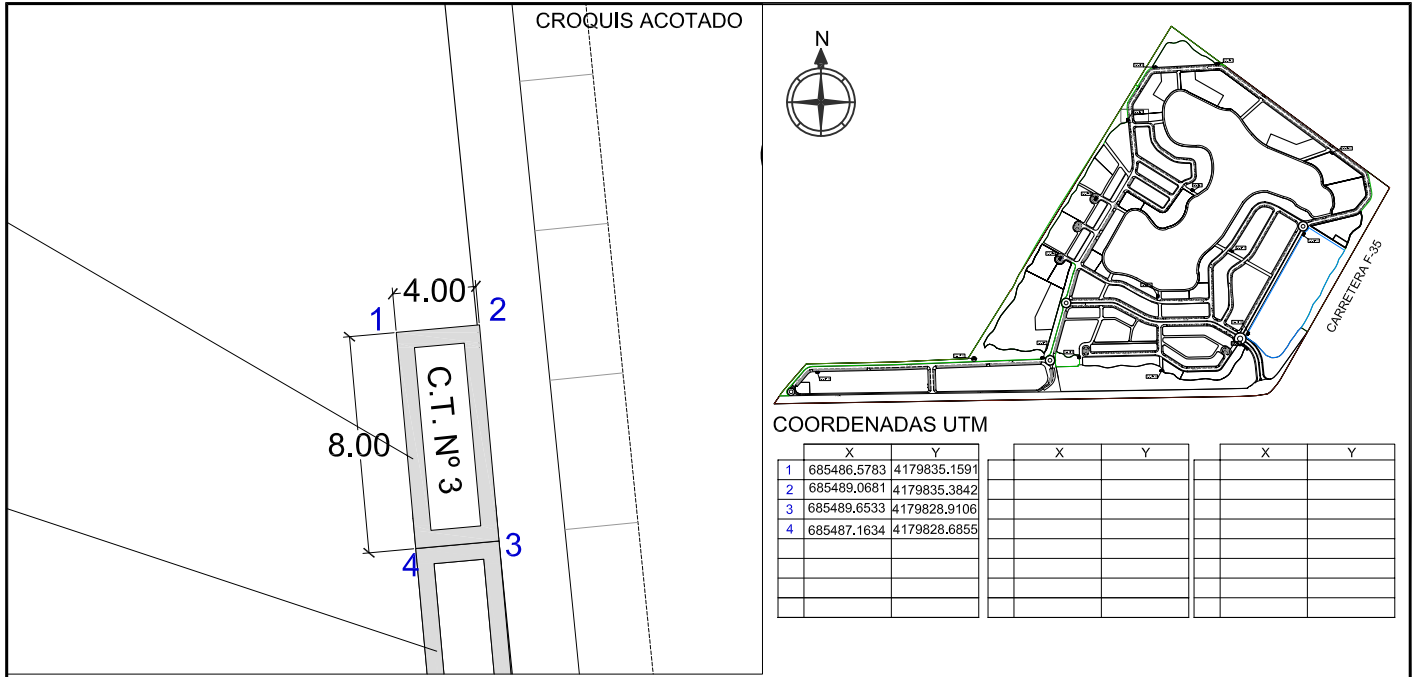 CROQUIS ACOTADO
4.00
1
2
8.00
C.T. Nº 3
4
3
N
CARRETERA F-35
COORDENADAS UTM
X Y X Y X Y
1 685486.5783 4179835.1591
2 685489.0681 4179835.3842
3 685489.6533 4179828.9106
4 685487.1634 4179828.6855